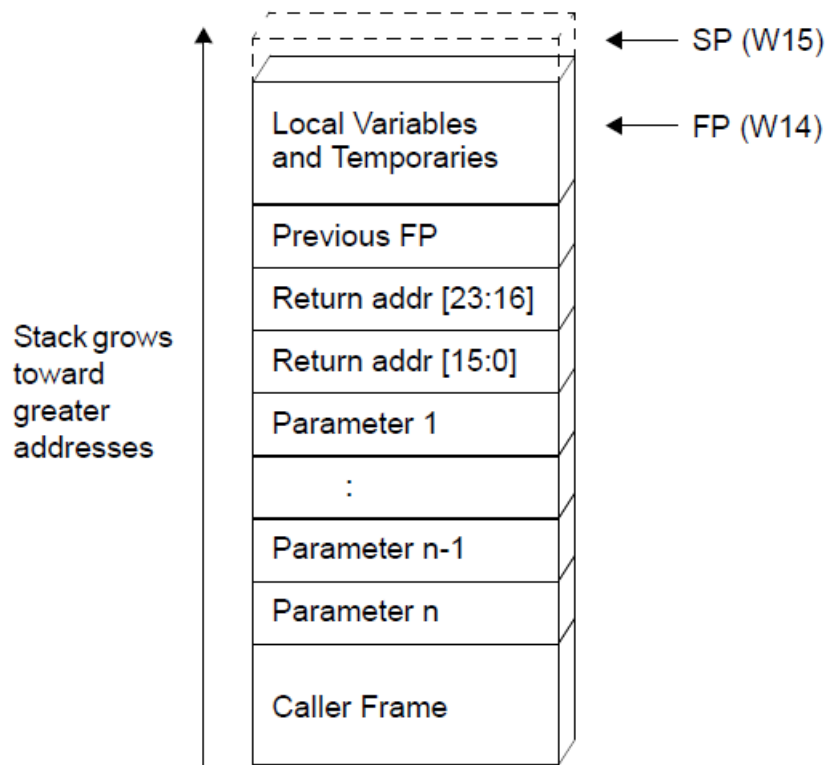 SP (W15)
FP (W14)
Local Variables
and Temporaries
Previous FP
Return addr [23:16]
Return addr [15:0]
Stack grows
toward
greater
addresses
Parameter 1
:
Parameter n-1
Parameter n
Caller Frame